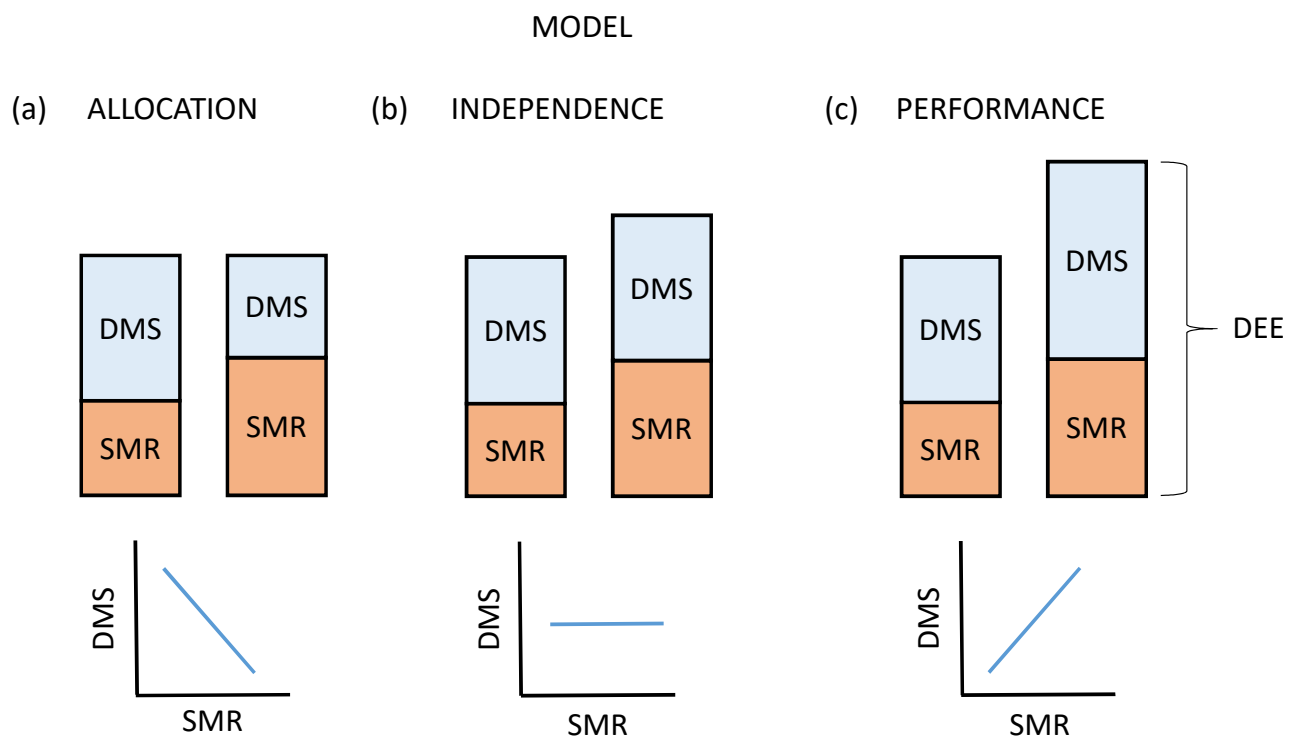 MODEL
(a) ALLOCATION
(b) INDEPENDENCE
(c) PERFORMANCE
DMS
SMR
DMS
SMR
DMS
SMR
DMS
SMR
DMS
SMR
DMS
SMR
DEE
DMS
SMR
DMS
SMR
DMS
SMR